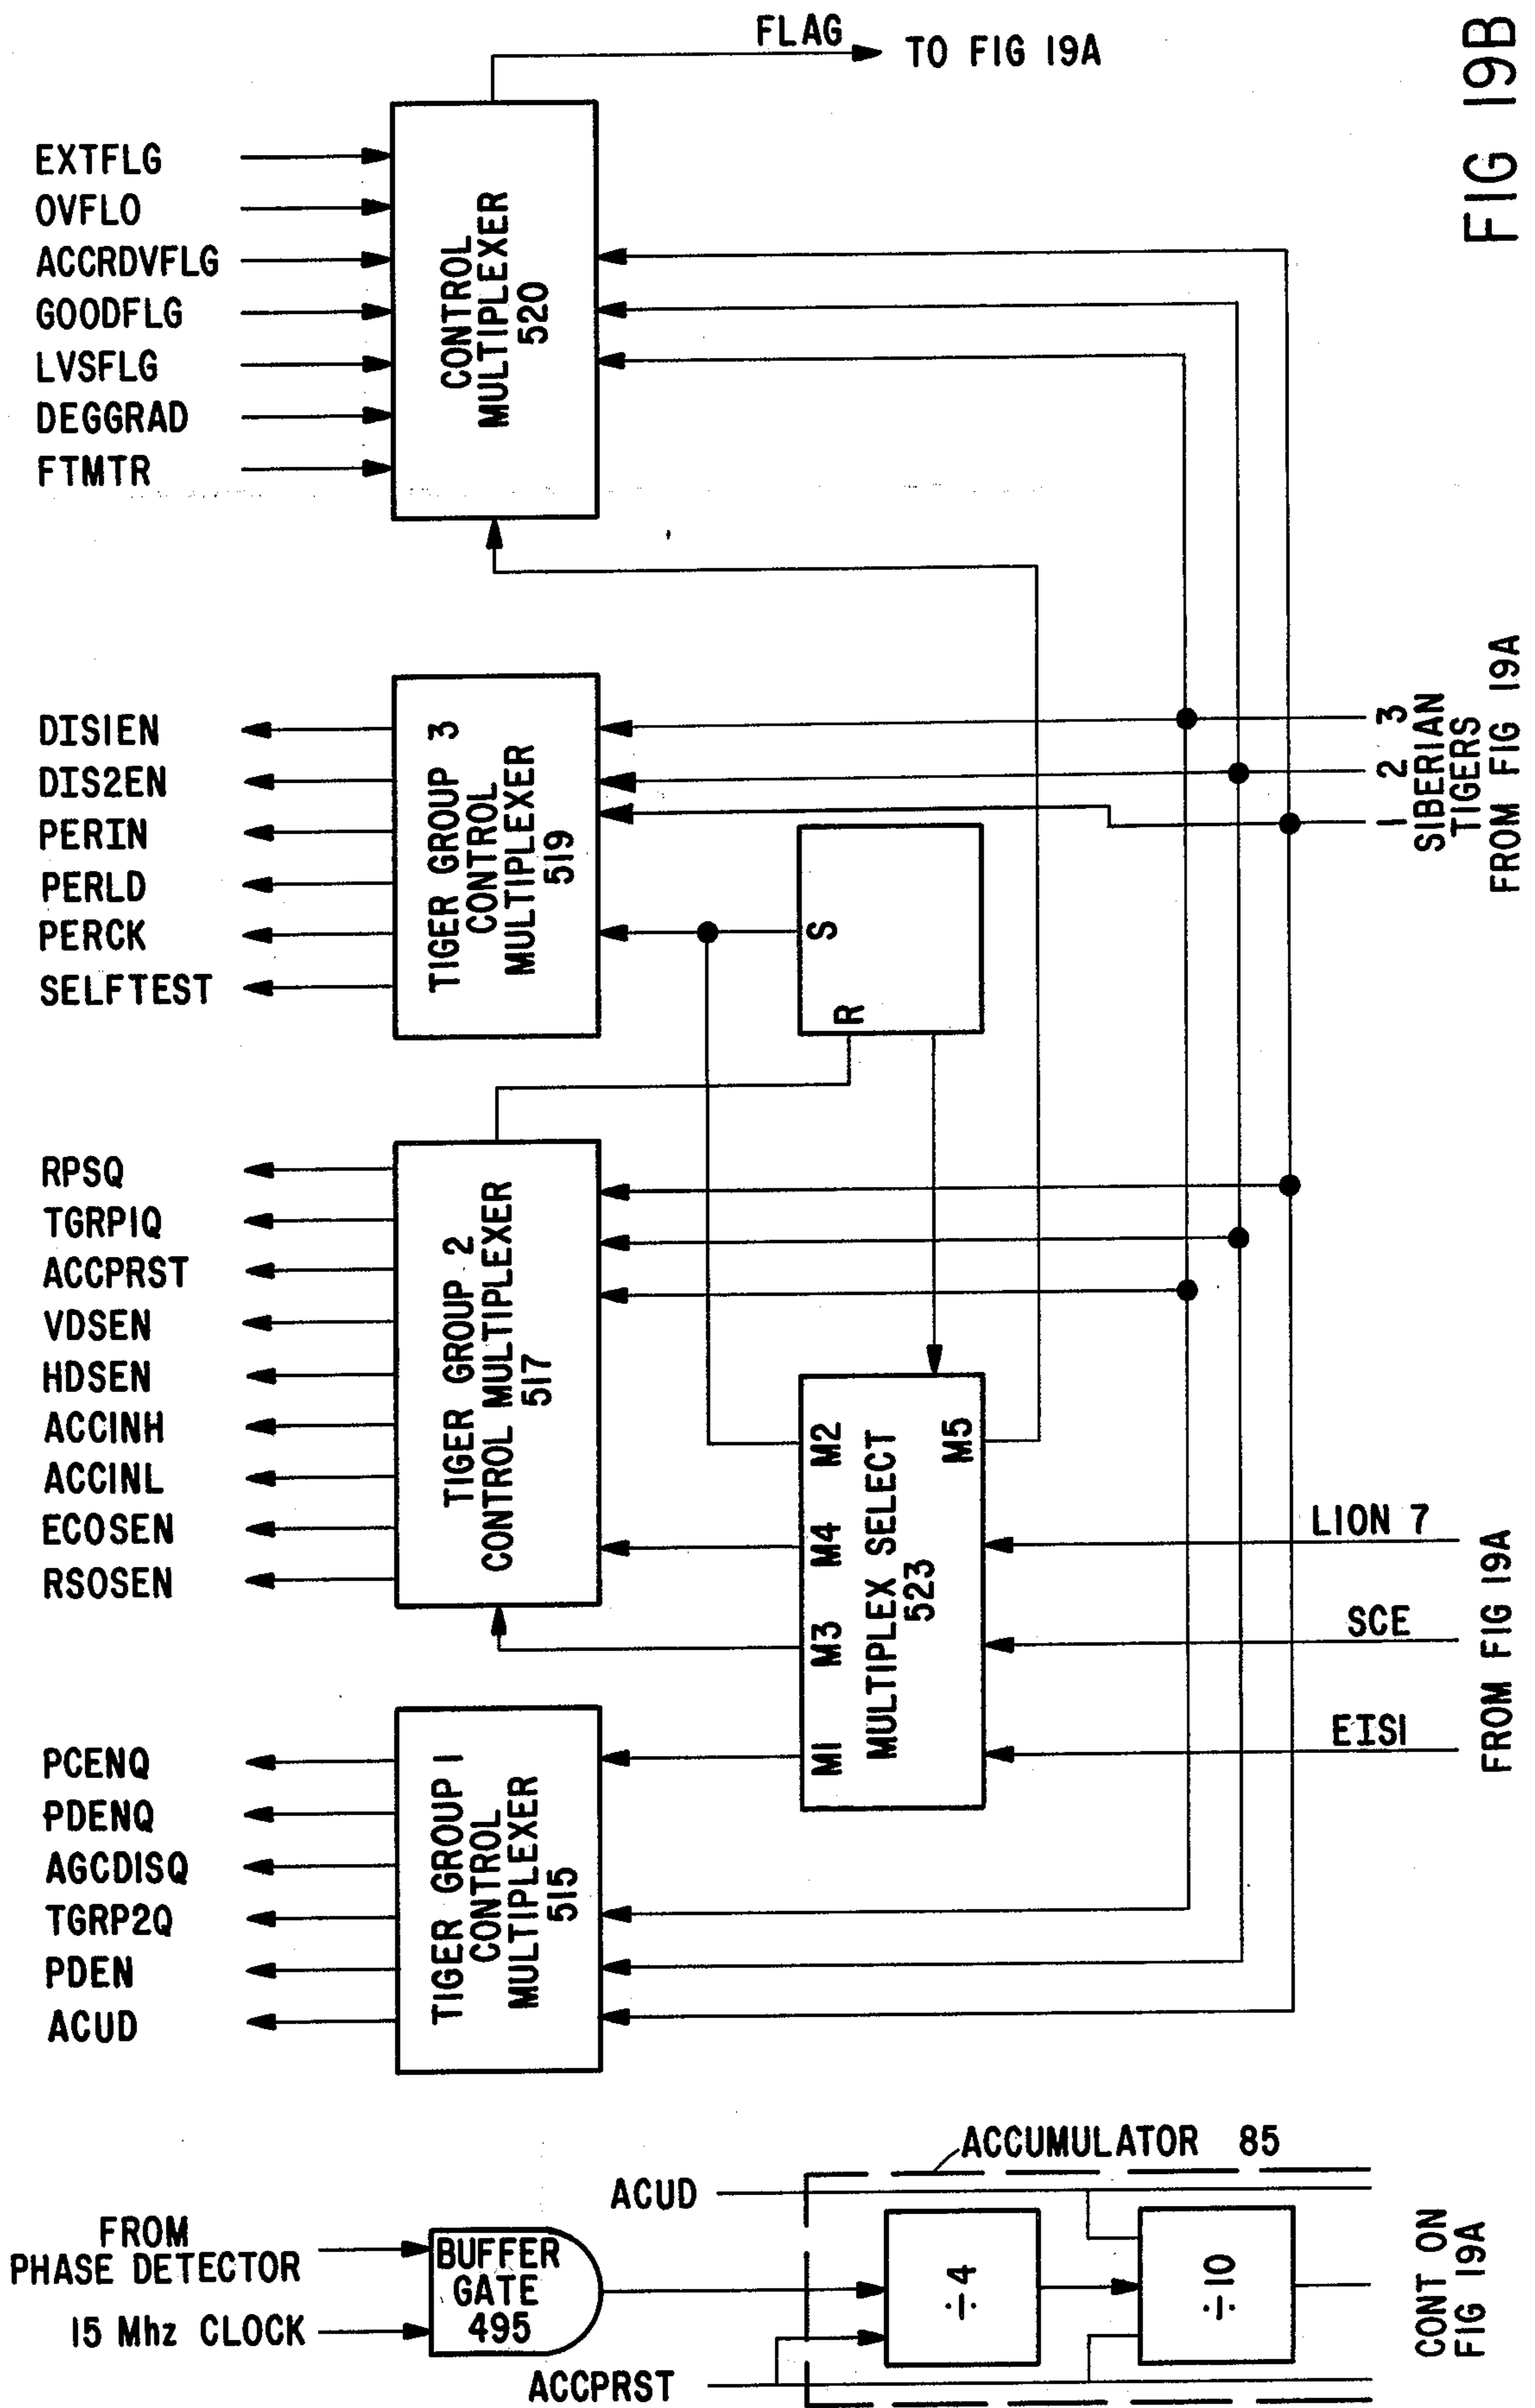 FIG 19B
FLAG
TO FIG 19A
EXTFLG
OVFLO
ACCRDVFLG
GOODFLG
LVSFLG
DEGGRAD
FTMTR
CONTROL
MULTIPLEXER
520
DIS1EN
DIS2EN
PERIN
PERLD
PERCK
SELFTEST
TIGER GROUP 3
CONTROL
MULTIPLEXER
519
S
R
1 2 3
SIBERIAN
TIGERS
FROM FIG 19A
RPSQ
TGRP1Q
ACCPRST
VDSEN
HDSEN
ACCINH
ACCINL
ECOSEN
RSOSEN
TIGER GROUP 2
CONTROL MULTIPLEXER
517
M1 M3 M4 M2
MULTIPLEX SELECT
523
M5
LION 7
SCE
EISI
FROM FIG 19A
PCENQ
PDENQ
AGCDISQ
TGRP2Q
PDEN
ACUD
TIGER GROUP 1
CONTROL
MULTIPLEXER
515
ACCUMULATOR 85
ACUD
FROM
PHASE DETECTOR
15 Mhz CLOCK
BUFFER
GATE
495
÷4
÷10
ACCPRST
CONT ON
FIG 19A